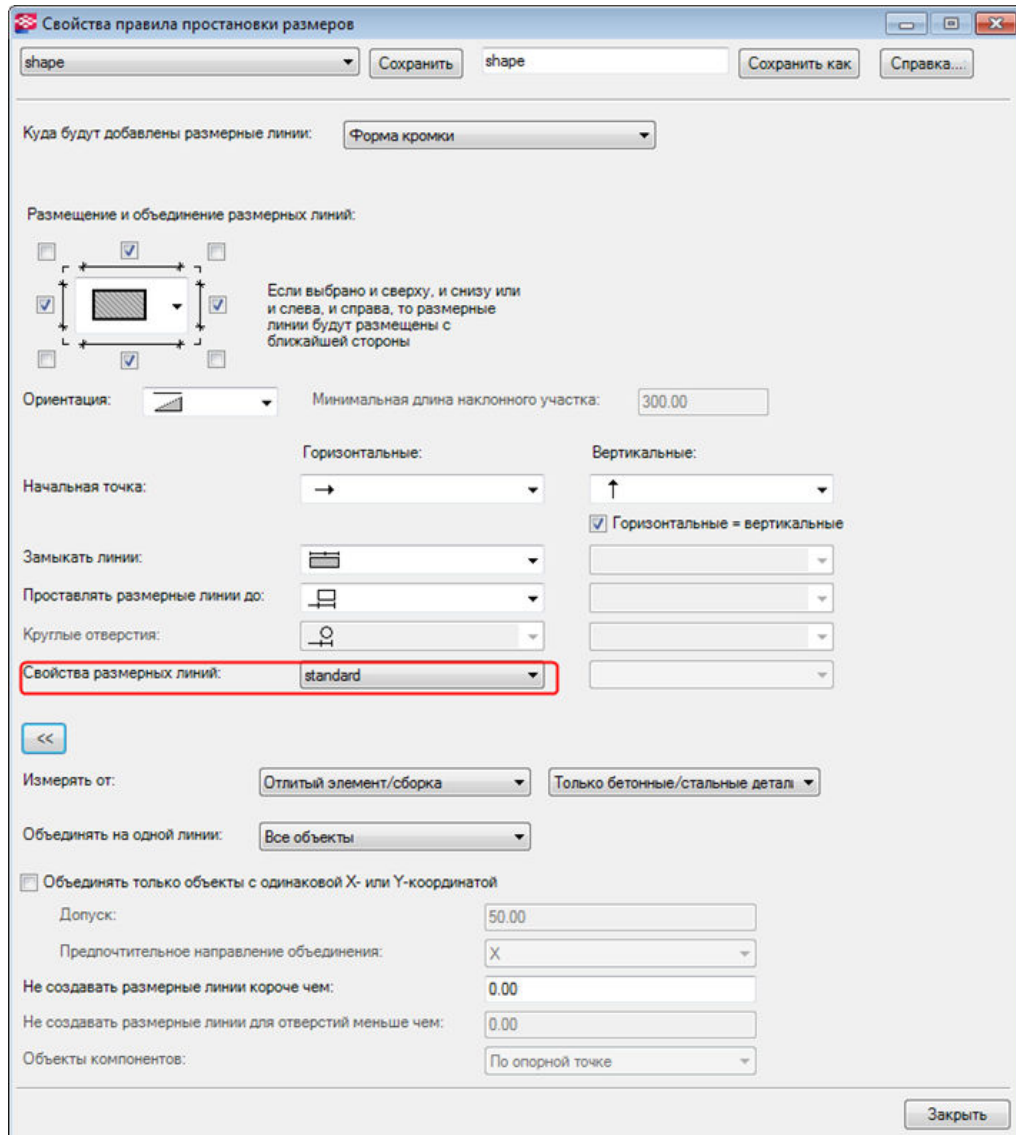 Свойства правила простановки размеров
shape Сохранить shape Сохранить как Справка...:
Куда будут добавлены размерные линии: Форма кромки
Размещение и объединение размерных линий:
Если выбрано и сверху, и снизу или
и слева, и справа, то размерные
линии будут размещены с
ближайшей стороны
Ориентация: Минимальная длина наклонного участка: 300.00
Горизонтальные: Вертикальные:
Начальная точка:
Горизонтальные = вертикальные
Замыкать линии:
Проставлять размерные линии до:
Круглые отверстия:
Свойства размерных линий: standard
<<
Измерять от: Отлитый элемент/сборка Только бетонные/стальные детали
Объединять на одной линии: Все объекты
Объединять только объекты с одинаковой X- или Y-координатой
Допуск: 50.00
Предпочтительное направление объединения: X
Не создавать размерные линии короче чем: 0.00
Не создавать размерные линии для отверстий меньше чем: 0.00
Объекты компонентов: По опорной точке
Закрыть